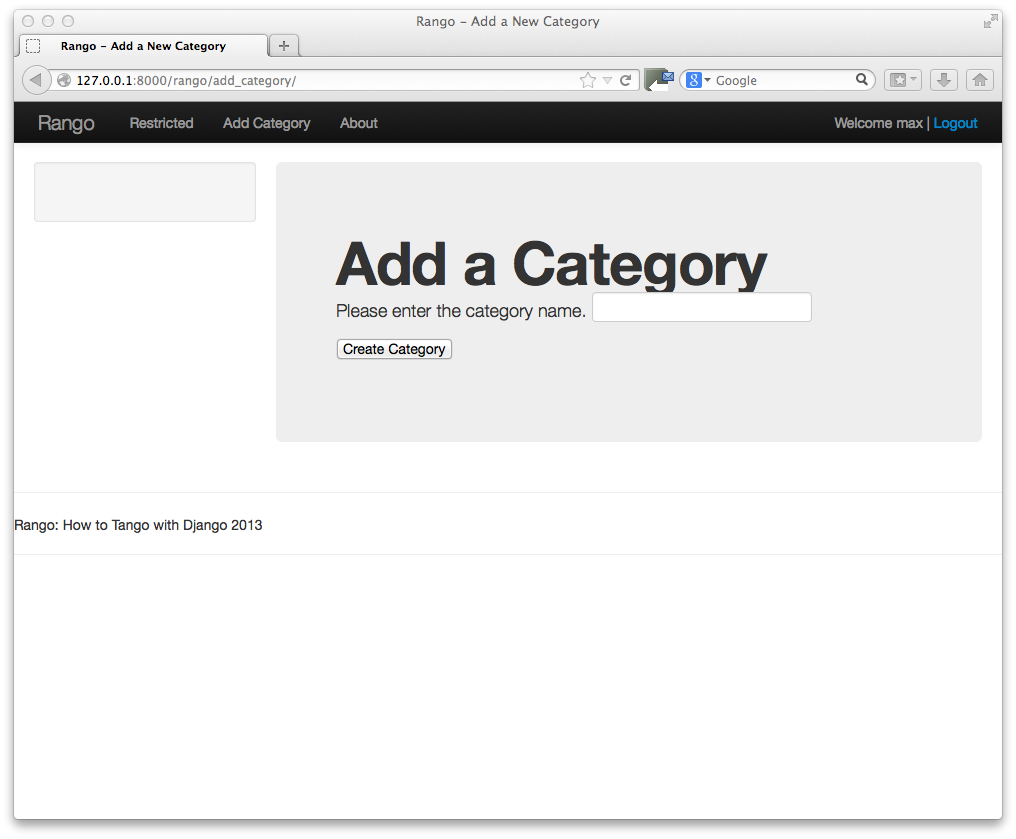 Rango – Add a New Category
Rango – Add a New Category
127.0.0.1:8000/rango/add_category/
Google
Rango Restricted Add Category About Welcome max | Logout
Add a Category
Please enter the category name.
Create Category
Rango: How to Tango with Django 2013